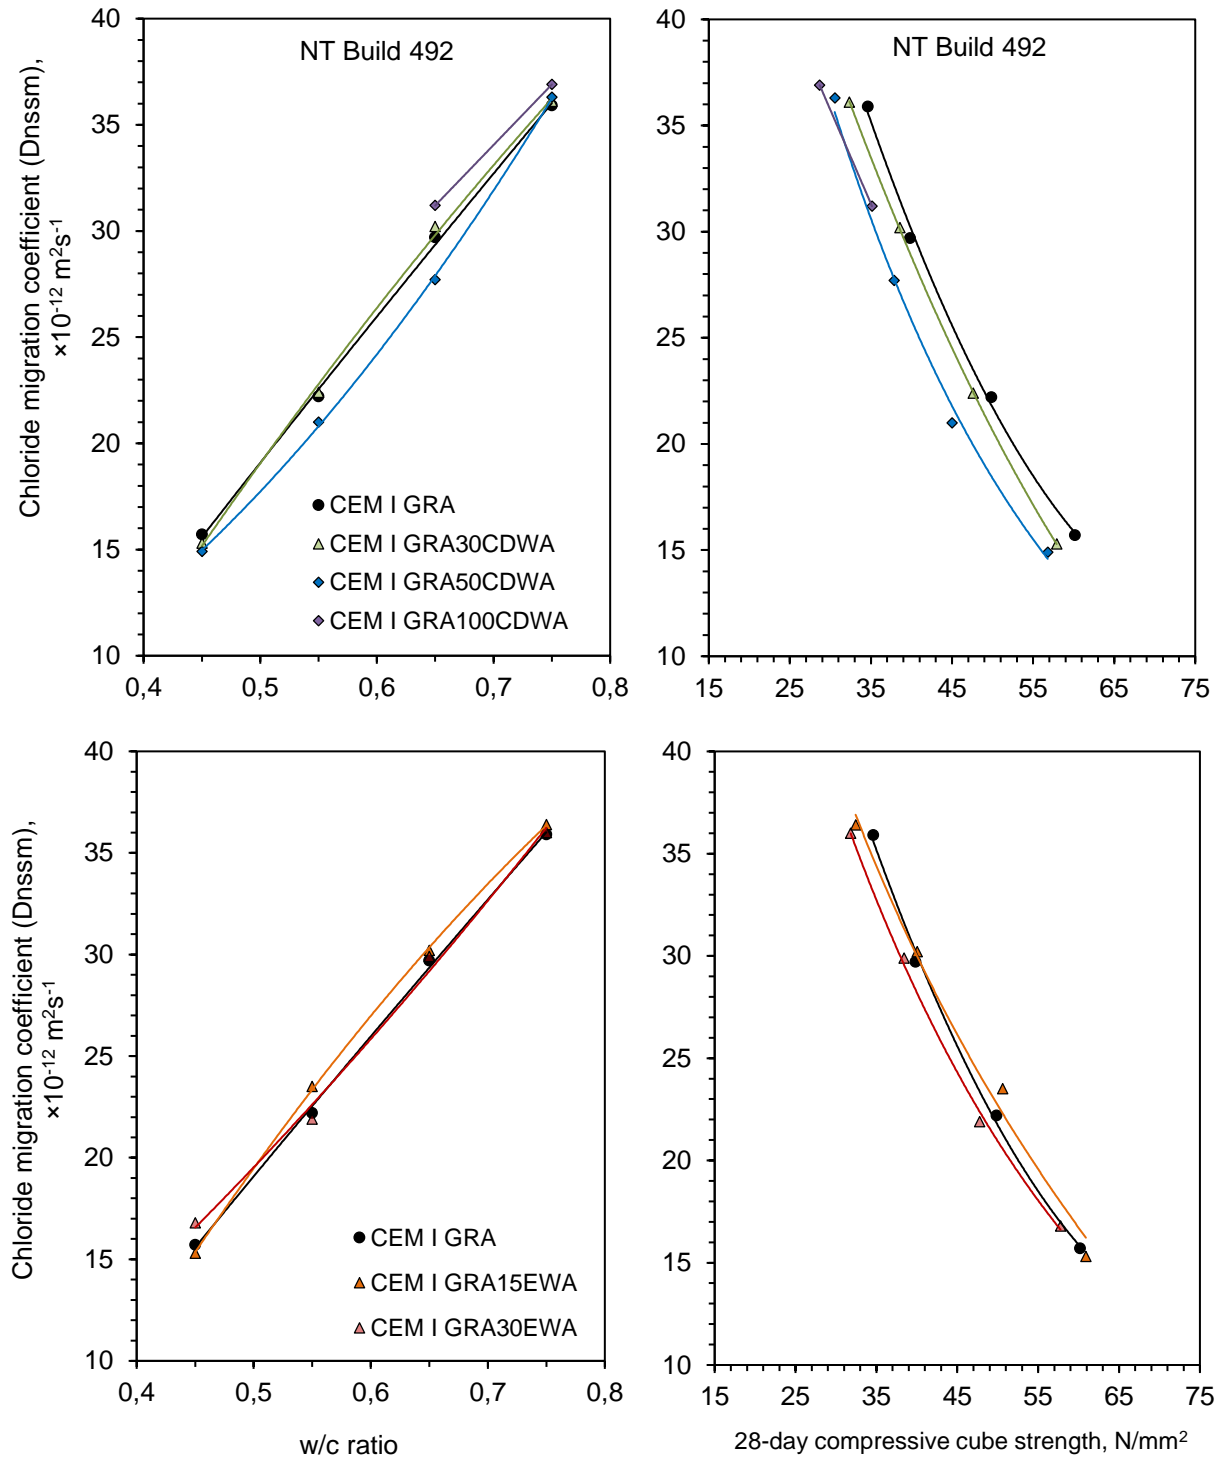 Chloride migration coefficient (Dnssm),
×10⁻¹² m²s⁻¹
NT Build 492
40
35
30
25
20
15
10
CEM I GRA
CEM I GRA30CDWA
CEM I GRA50CDWA
CEM I GRA100CDWA
0,4 0,5 0,6 0,7 0,8
NT Build 492
40
35
30
25
20
15
10
15 25 35 45 55 65 75
Chloride migration coefficient (Dnssm),
×10⁻¹² m²s⁻¹
40
35
30
25
20
15
10
CEM I GRA
CEM I GRA15EWA
CEM I GRA30EWA
0,4 0,5 0,6 0,7 0,8
w/c ratio
40
35
30
25
20
15
10
15 25 35 45 55 65 75
28-day compressive cube strength, N/mm²